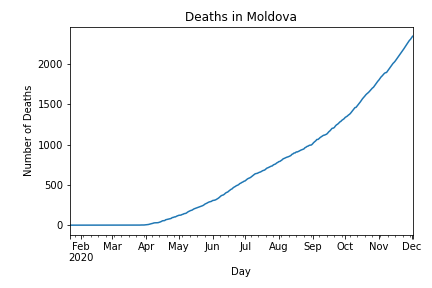 Deaths in Moldova
Number of Deaths
2000
1500
1000
500
0
Feb Mar Apr May Jun Jul Aug Sep Oct Nov Dec
2020
Day